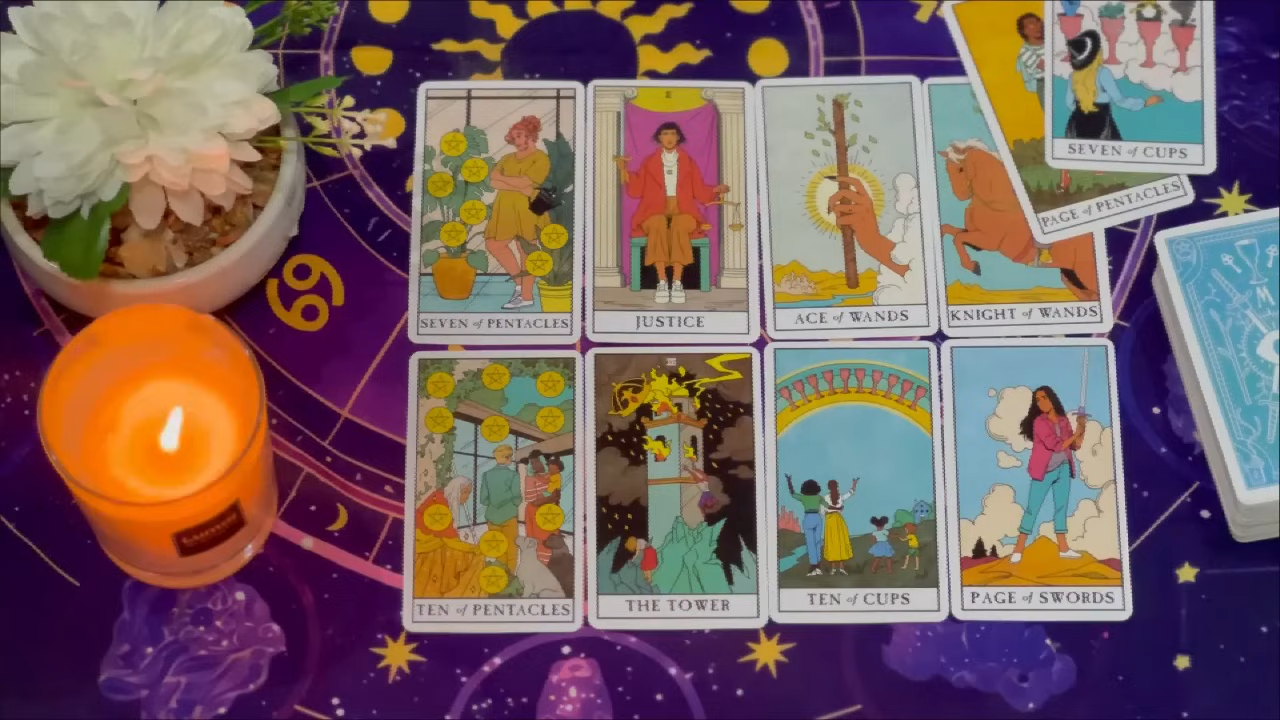 SEVEN of CUPS
PAGE of PENTACLES
SEVEN of PENTACLES
JUSTICE
ACE of WANDS
KNIGHT of WANDS
TEN of PENTACLES
THE TOWER
TEN of CUPS
PAGE of SWORDS